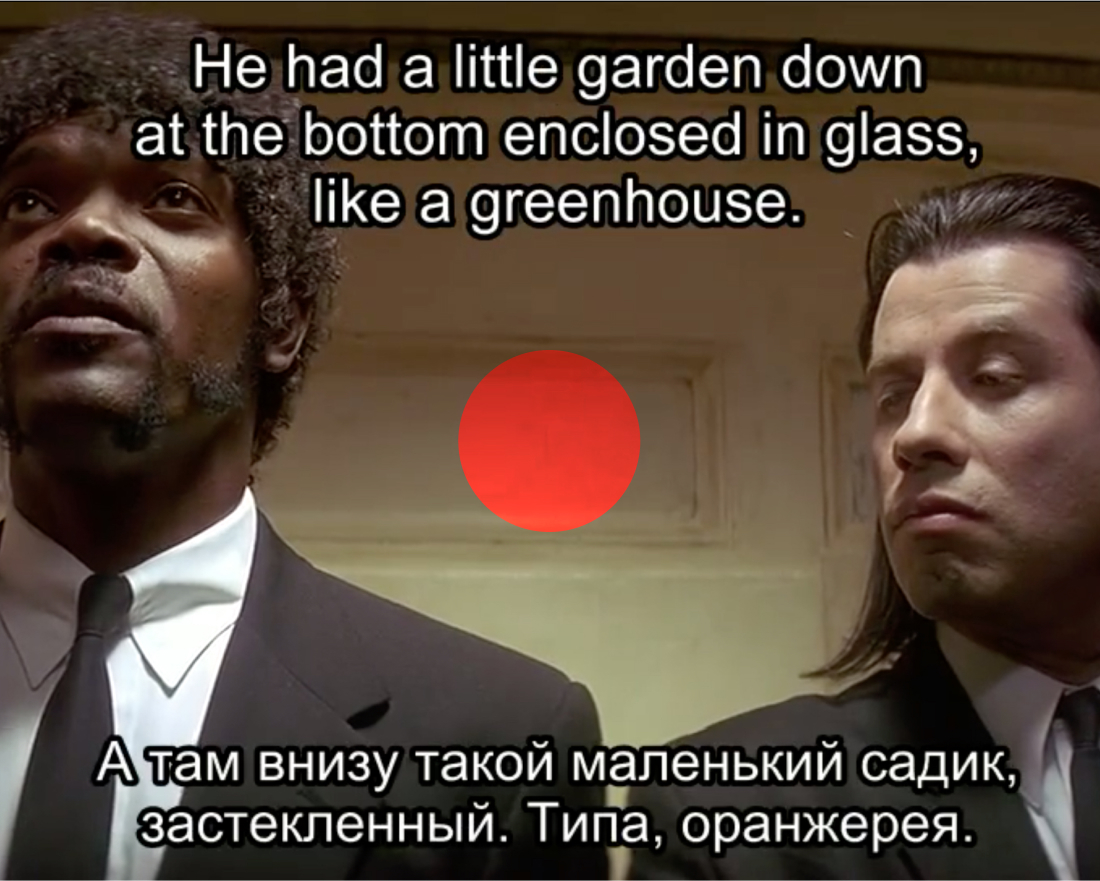 He had a little garden down
at the bottom enclosed in glass,
like a greenhouse.
А там внизу такой маленький садик,
застекленный. Типа, оранжерея.